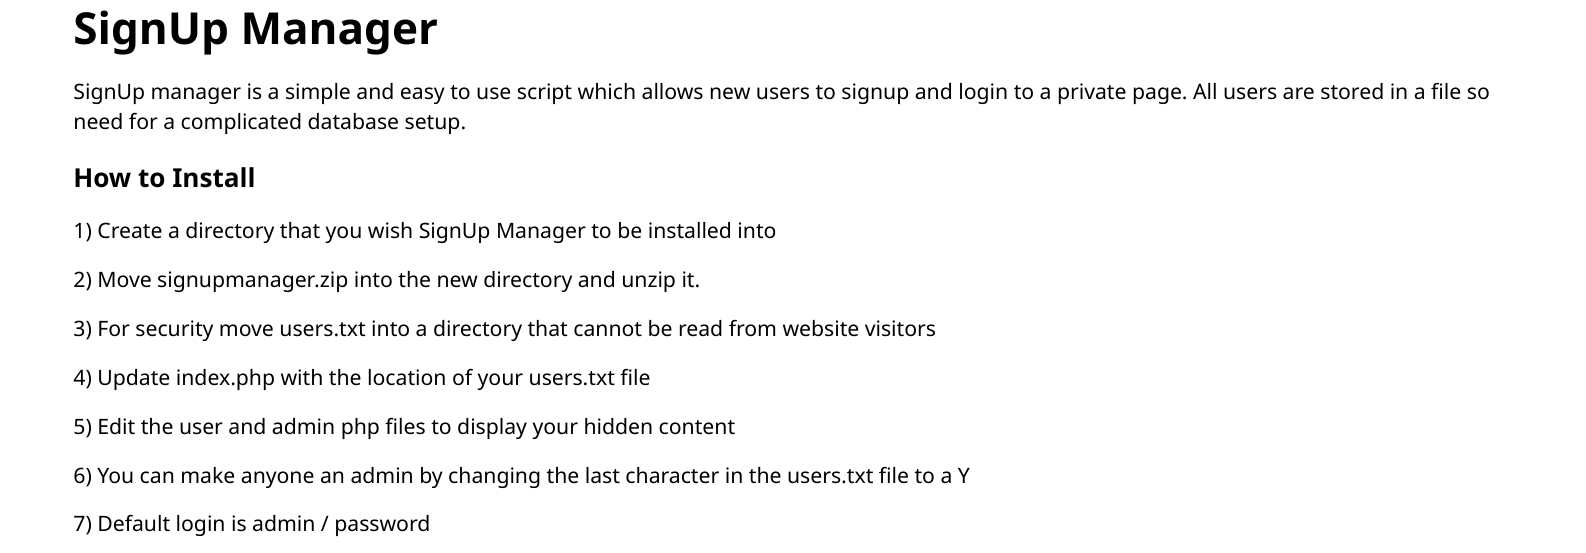 SignUp Manager
SignUp manager is a simple and easy to use script which allows new users to signup and login to a private page. All users are stored in a file so
need for a complicated database setup.
How to Install
1) Create a directory that you wish SignUp Manager to be installed into
2) Move signupmanager.zip into the new directory and unzip it.
3) For security move users.txt into a directory that cannot be read from website visitors
4) Update index.php with the location of your users.txt file
5) Edit the user and admin php files to display your hidden content
6) You can make anyone an admin by changing the last character in the users.txt file to a Y
7) Default login is admin / password